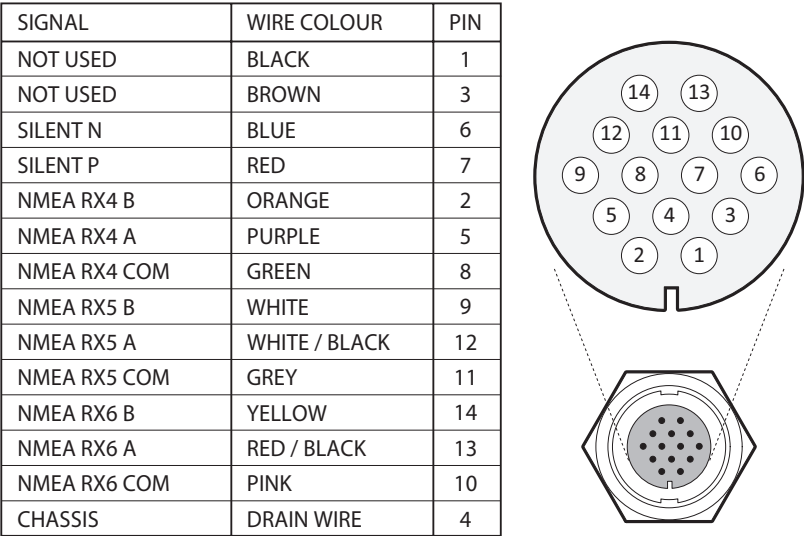 SIGNAL WIRE COLOUR PIN
NOT USED BLACK 1
NOT USED BROWN 3
SILENT N BLUE 6
SILENT P RED 7
NMEA RX4 B ORANGE 2
NMEA RX4 A PURPLE 5
NMEA RX4 COM GREEN 8
NMEA RX5 B WHITE 9
NMEA RX5 A WHITE / BLACK 12
NMEA RX5 COM GREY 11
NMEA RX6 B YELLOW 14
NMEA RX6 A RED / BLACK 13
NMEA RX6 COM PINK 10
CHASSIS DRAIN WIRE 4
14 13
12 11 10
9 8 7 6
5 4 3
2 1